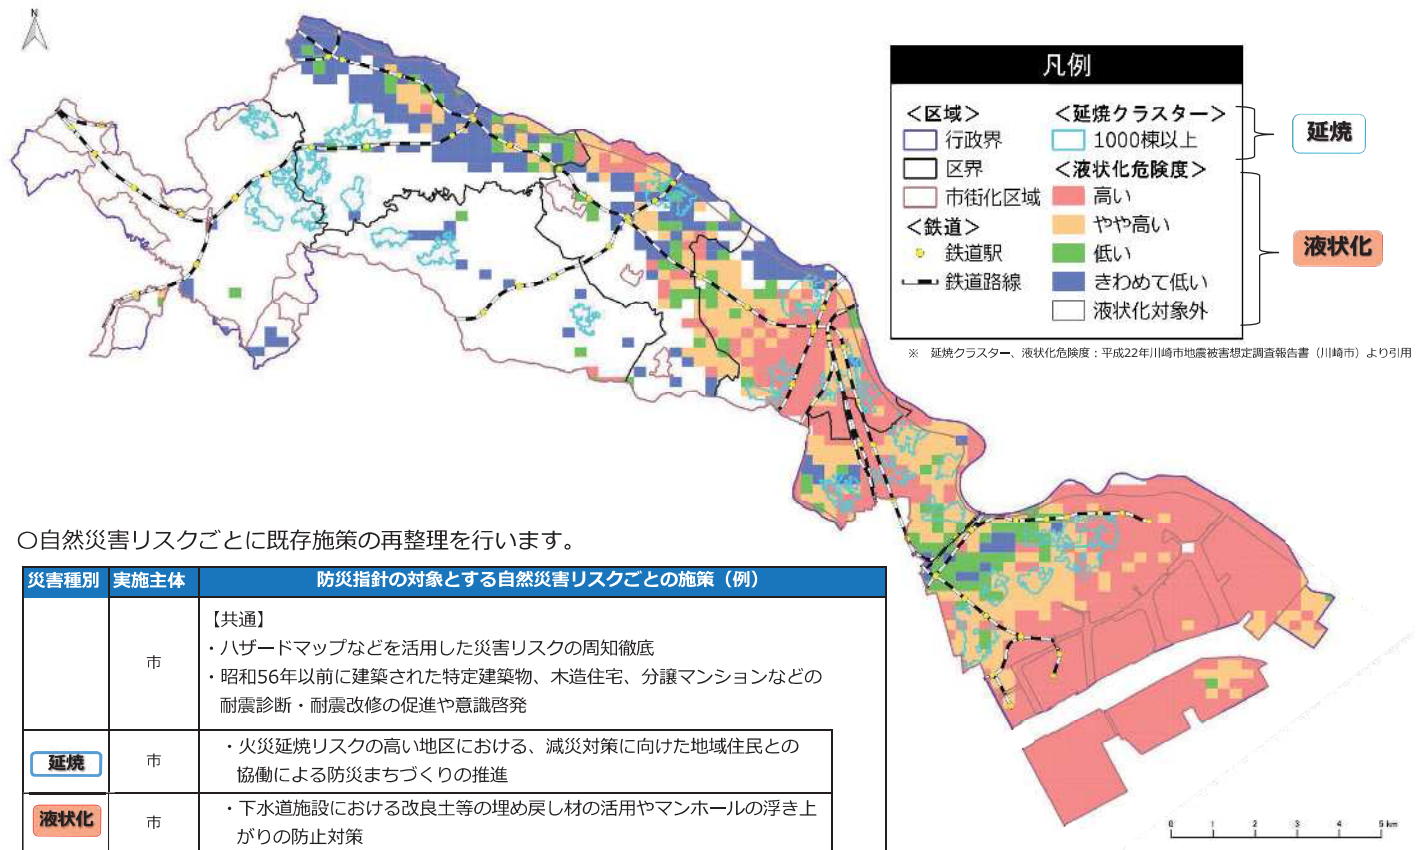 N
凡例
＜区域＞
行政界
区界
市街化区域
＜鉄道＞
鉄道駅
鉄道路線
＜延焼クラスター＞
1000棟以上
＜液状化危険度＞
高い
やや高い
低い
きわめて低い
液状化対象外
延焼
液状化
※　延焼クラスター、液状化危険度：平成22年川崎市地震被害想定調査報告書（川崎市）より引用
〇自然災害リスクごとに既存施策の再整理を行います。
災害種別 実施主体 防災指針の対象とする自然災害リスクごとの施策（例）
【共通】
・ハザードマップなどを活用した災害リスクの周知徹底
市
・昭和56年以前に建築された特定建築物、木造住宅、分譲マンションなどの
耐震診断・耐震改修の促進や意識啓発
延焼
市
・火災延焼リスクの高い地区における、減災対策に向けた地域住民との
協働による防災まちづくりの推進
液状化
市
・下水道施設における改良土等の埋め戻し材の活用やマンホールの浮き上
がりの防止対策
0 1 2 3 4 5 km